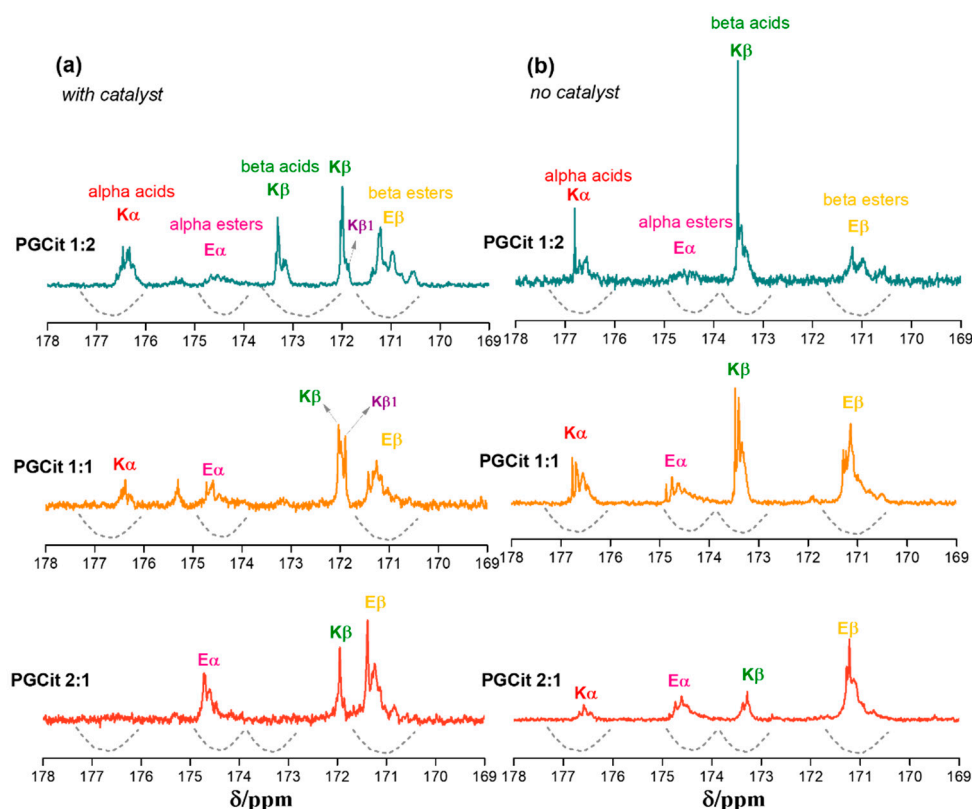 (a)
with catalyst
alpha acids
Kα
alpha esters
Eα
beta acids
Kβ
Kβ
Kβ1
beta esters
Eβ
PGCit 1:2
178 177 176 175 174 173 172 171 170 169
Kβ
Kβ1
Eβ
Kα
Eα
PGCit 1:1
178 177 176 175 174 173 172 171 170 169
Eβ
Kβ
Eα
PGCit 2:1
178 177 176 175 174 173 172 171 170 169
δ/ppm
(b)
no catalyst
beta acids
Kβ
alpha acids
Kα
alpha esters
Eα
beta esters
Eβ
PGCit 1:2
178 177 176 175 174 173 172 171 170 169
Kβ
Eβ
Kα
Eα
PGCit 1:1
178 177 176 175 174 173 172 171 170 169
Eβ
Kβ
Eα
Kα
PGCit 2:1
178 177 176 175 174 173 172 171 170 169
δ/ppm